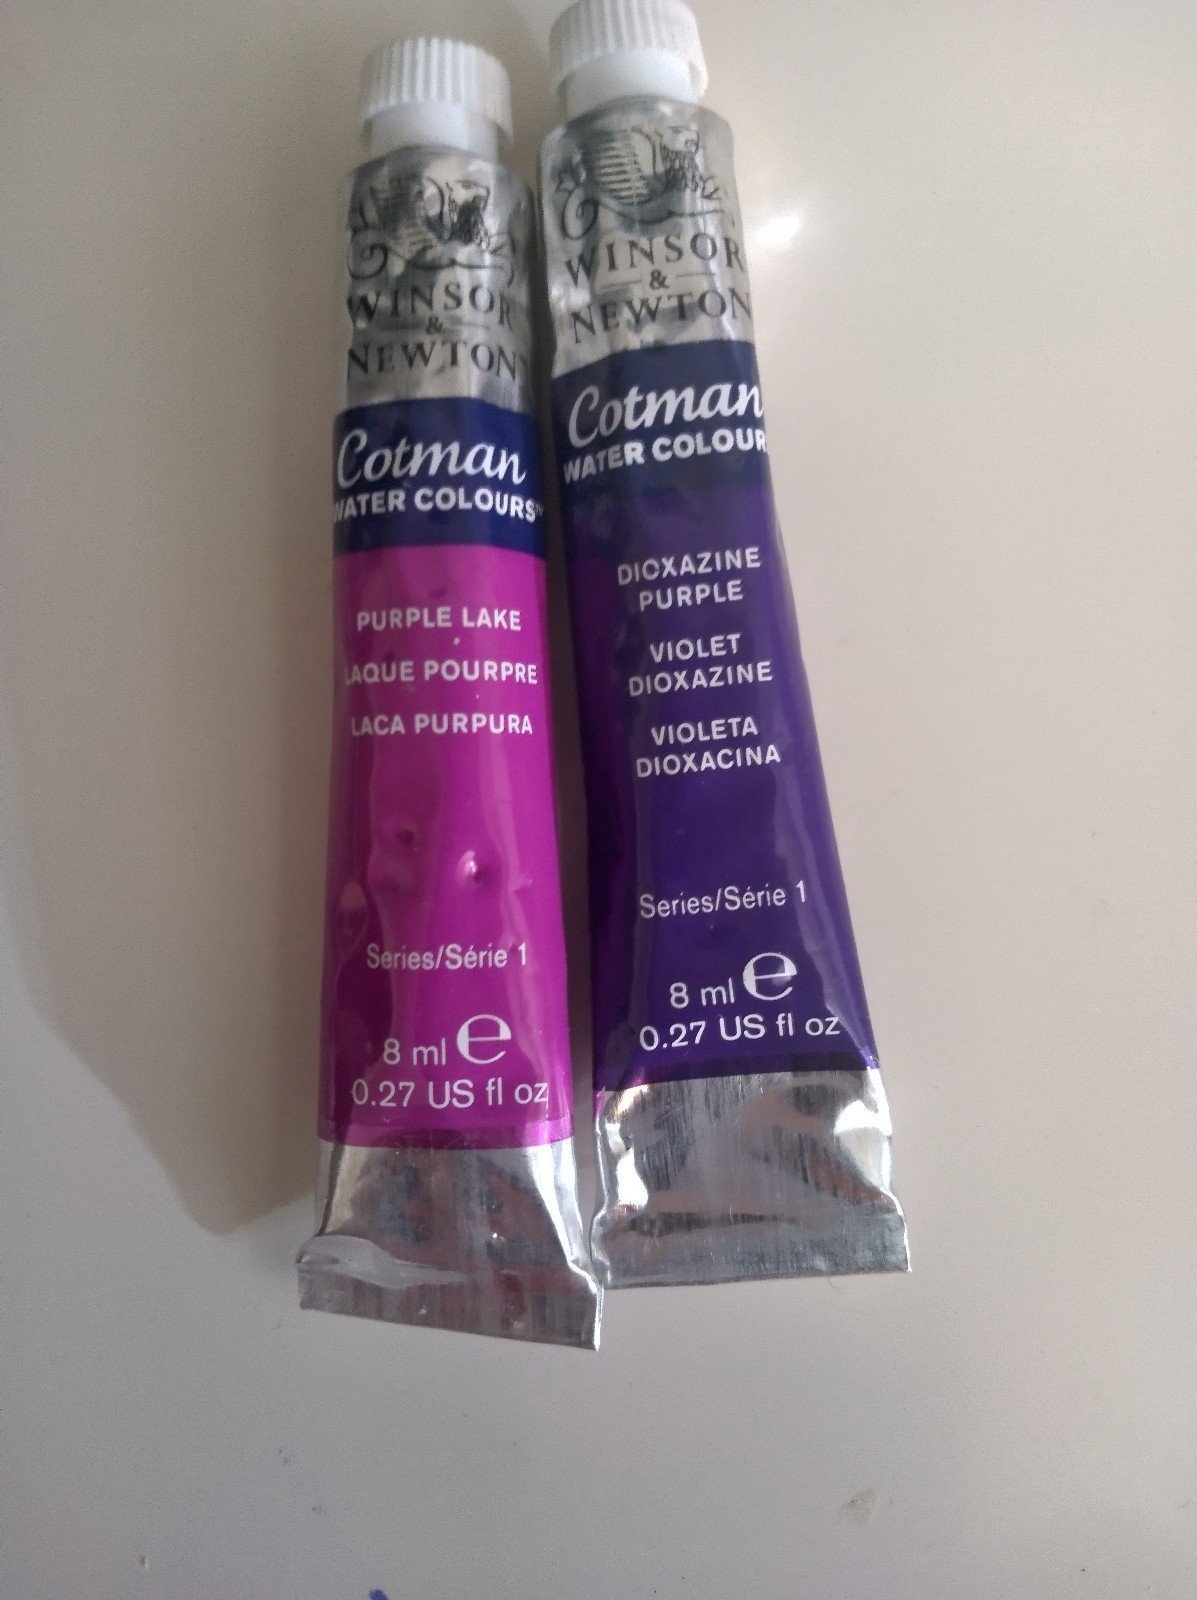 WINSOR
&
NEWTON
Cotman
WATER COLOURS™
PURPLE LAKE
LAQUE POURPRE
LACA PURPURA
Series/Série 1
8 ml e
0.27 US fl oz
WINSOR
&
NEWTON
Cotman
WATER COLOUR
DIOXAZINE
PURPLE
VIOLET
DIOXAZINE
VIOLETA
DIOXACINA
Series/Série 1
8 ml e
0.27 US fl oz